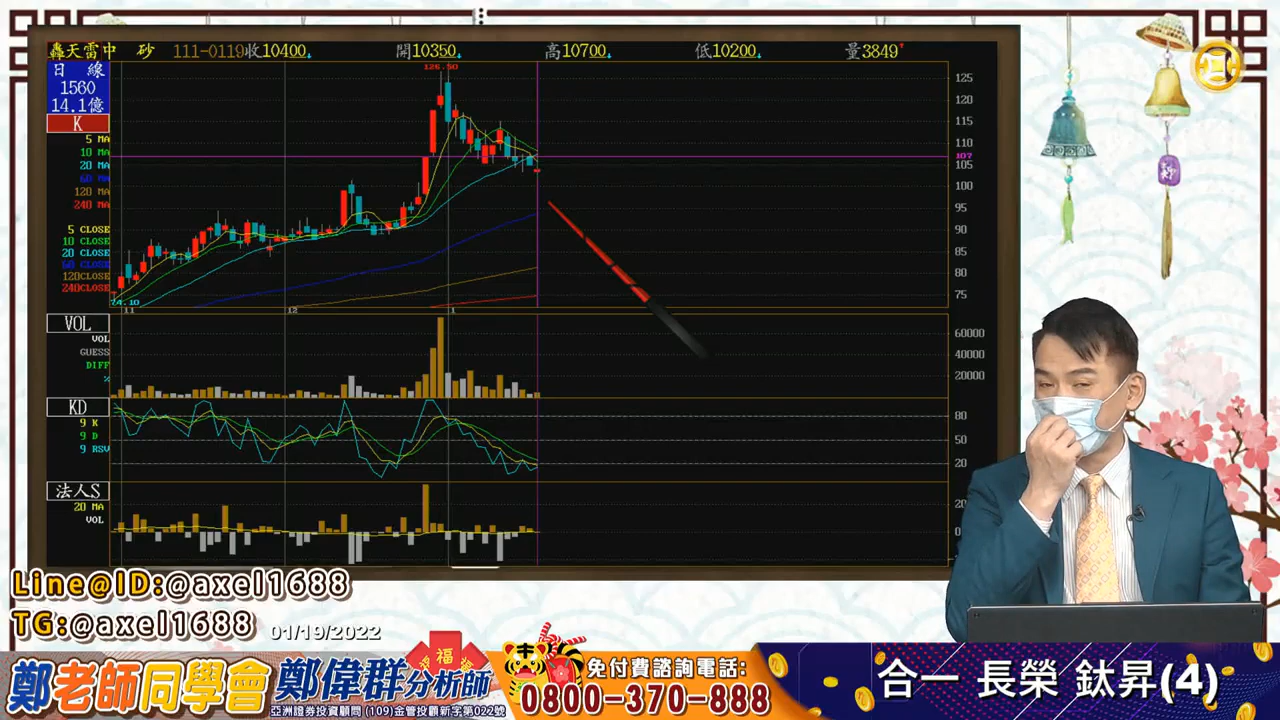 轟天雷中 砂 111-0119收10400 開10350 高10700 低10200 量3849
日 線
1560
14.1億
K
5 MA
10 MA
20 MA
60 MA
120 MA
240 MA
5 CLOSE
10 CLOSE
20 CLOSE
60 CLOSE
120CLOSE
240CLOSE
126.50
74.10
125
120
115
110
107
105
100
95
90
85
80
75
11
12
1
VOL
VOL
GUESS
DIFF
%
60000
40000
20000
KD
9 K
9 D
9 RSV
80
50
20
法人S
20 MA
VOL
20
0
Line@ID:@axel1688
TG:@axel1688
01/19/2022
鄭老師同學會
鄭偉群分析師
福
亞洲證券投資顧問 (109)金管投顧新字第022號
免付費諮詢電話:
0800-370-888
合一 長榮 鈦昇(4)